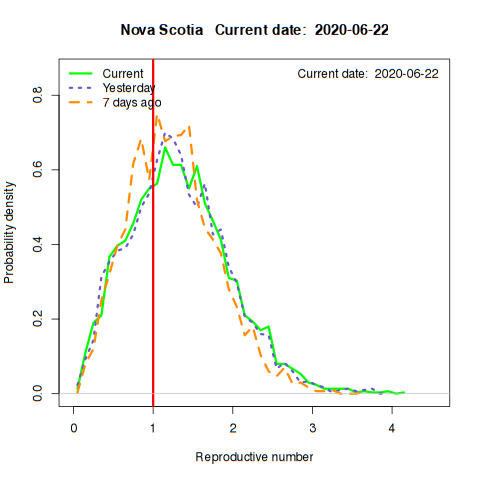 Nova Scotia Current date: 2020-06-22
Current
Yesterday
7 days ago
Current date: 2020-06-22
Probability density
0.0
0.2
0.4
0.6
0.8
0
1
2
3
4
Reproductive number